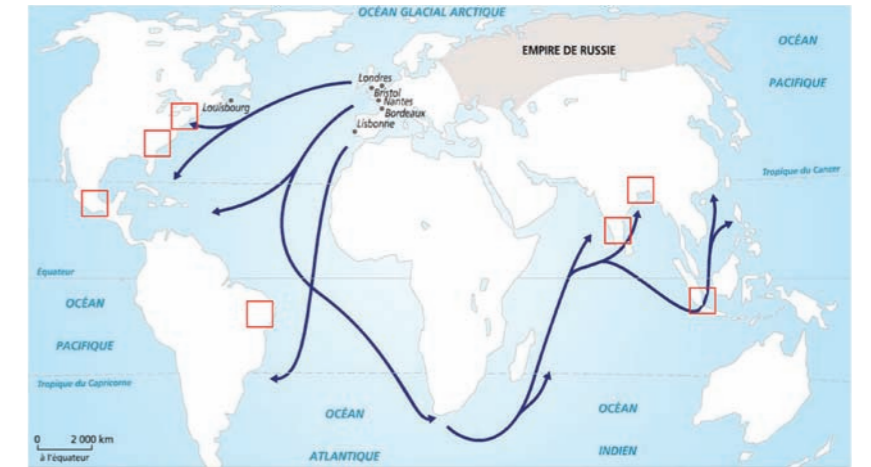 OCÉAN GLACIAL ARCTIQUE
EMPIRE DE RUSSIE
OCÉAN
PACIFIQUE
Londres
Bristol
Nantes
Bordeaux
Lisbonne
Louisbourg
Tropique du Cancer
Équateur
OCÉAN
PACIFIQUE
Tropique du Capricorne
OCÉAN
ATLANTIQUE
OCÉAN
INDIEN
0 2 000 km
à l'équateur